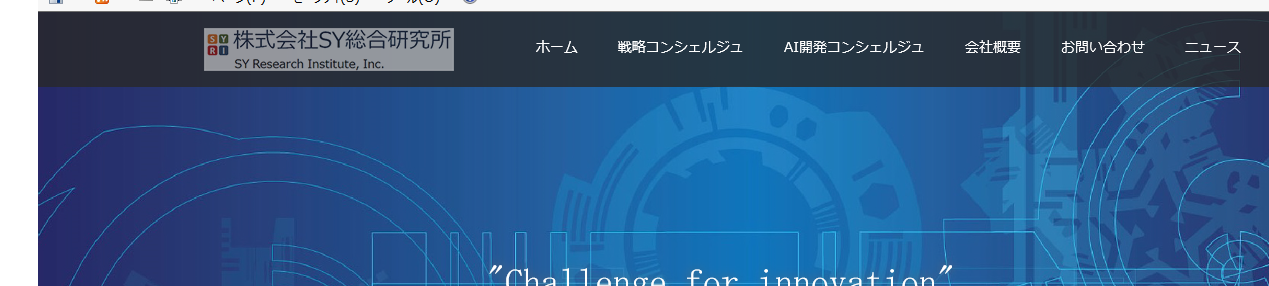 株式会社SY総合研究所
SY
RI
SY Research Institute, Inc.
ホーム
戦略コンシェルジュ
AI開発コンシェルジュ
会社概要
お問い合わせ
ニュース
"Challenge for innovation"